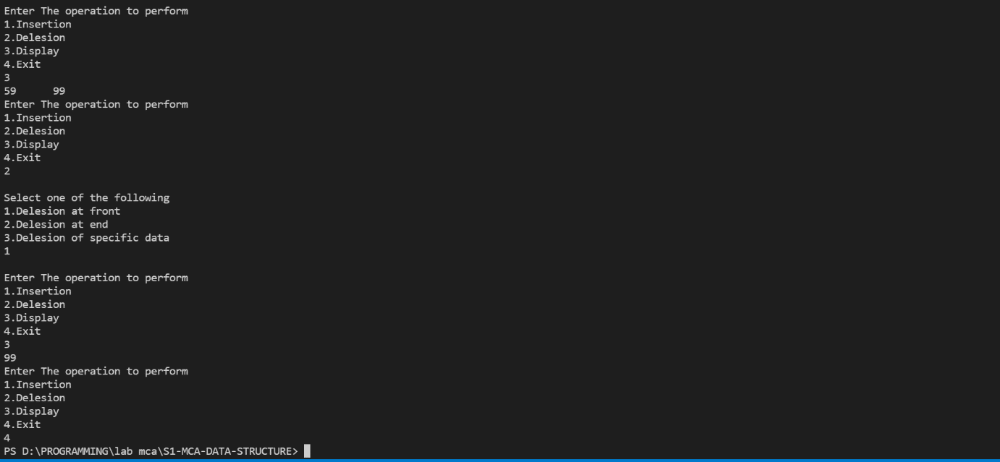 Enter The operation to perform
1.Insertion
2.Delesion
3.Display
4.Exit
3
59      99
Enter The operation to perform
1.Insertion
2.Delesion
3.Display
4.Exit
2

Select one of the following
1.Delesion at front
2.Delesion at end
3.Delesion of specific data
1

Enter The operation to perform
1.Insertion
2.Delesion
3.Display
4.Exit
3
99
Enter The operation to perform
1.Insertion
2.Delesion
3.Display
4.Exit
4
PS D:\PROGRAMMING\lab mca\S1-MCA-DATA-STRUCTURE>